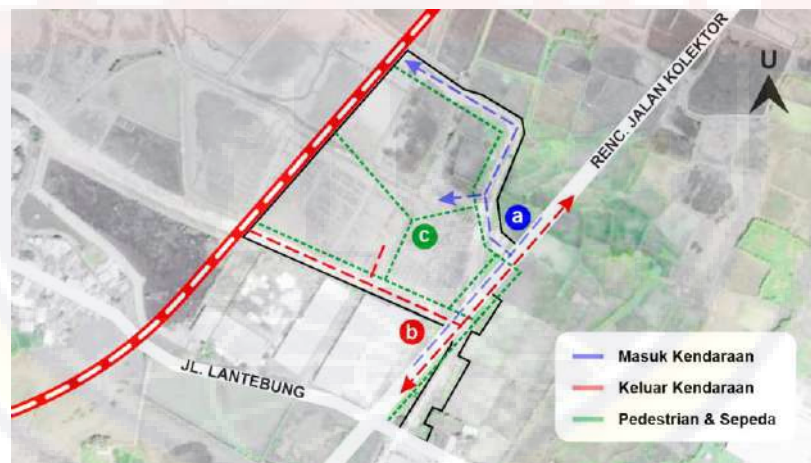 U
RENC. JALAN KOLEKTOR
a
c
b
JL. LANTEBUNG
Masuk Kendaraan
Keluar Kendaraan
Pedestrian & Sepeda